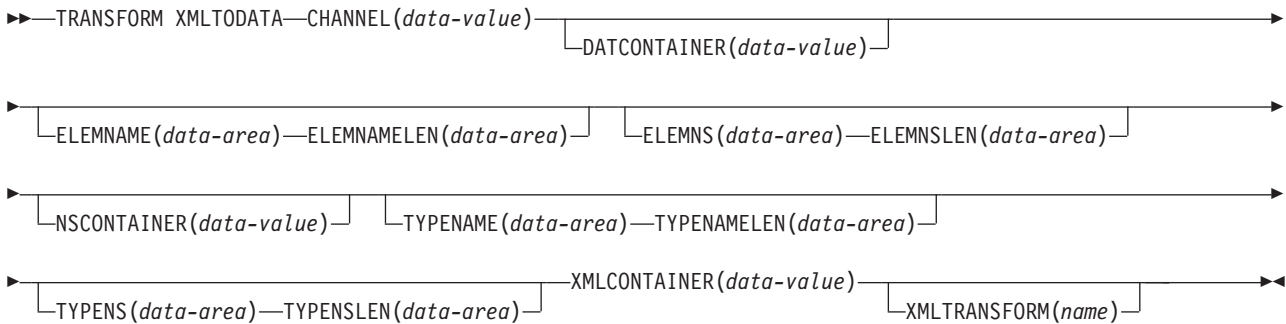 TRANSFORM XMLTODATA CHANNEL(data-value)
DATCONTAINER(data-value)
ELEMNAME(data-area) ELEMNAMELEN(data-area) ELEMNS(data-area) ELEMNSLEN(data-area)
NSCONTAINER(data-value) TYPENAME(data-area) TYPENAMELEN(data-area)
XMLCONTAINER(data-value)
TYPENS(data-area) TYPENSLEN(data-area) XMLTRANSFORM(name)